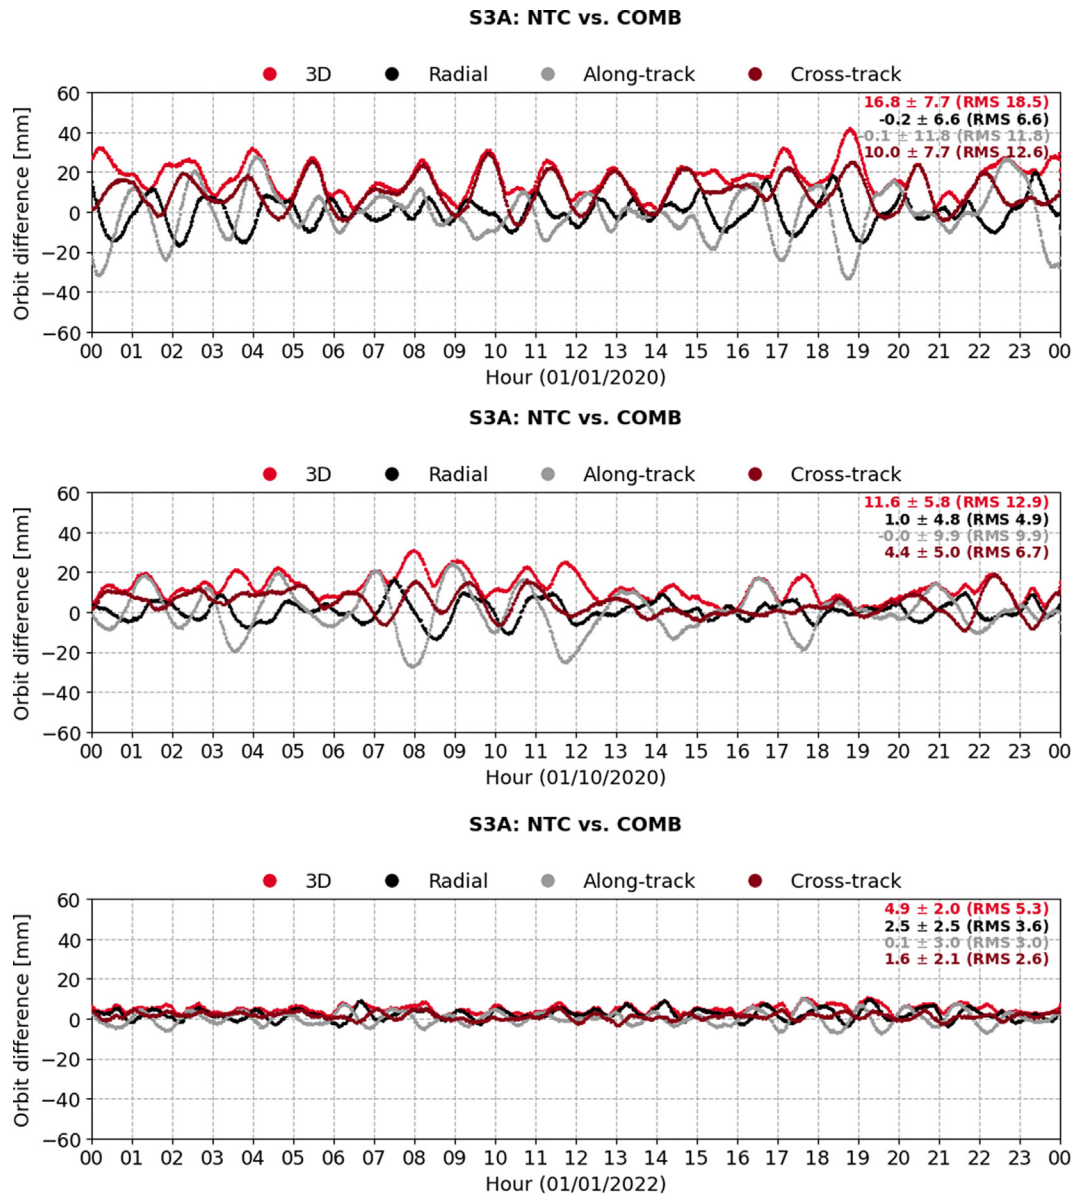 S3A: NTC vs. COMB
3D Radial Along-track Cross-track
Orbit difference [mm]
60
40
20
0
−20
−40
−60
16.8 ± 7.7 (RMS 18.5)
-0.2 ± 6.6 (RMS 6.6)
-0.1 ± 11.8 (RMS 11.8)
10.0 ± 7.7 (RMS 12.6)
00 01 02 03 04 05 06 07 08 09 10 11 12 13 14 15 16 17 18 19 20 21 22 23 00
Hour (01/01/2020)
S3A: NTC vs. COMB
3D Radial Along-track Cross-track
Orbit difference [mm]
60
40
20
0
−20
−40
−60
11.6 ± 5.8 (RMS 12.9)
1.0 ± 4.8 (RMS 4.9)
-0.0 ± 9.9 (RMS 9.9)
4.4 ± 5.0 (RMS 6.7)
00 01 02 03 04 05 06 07 08 09 10 11 12 13 14 15 16 17 18 19 20 21 22 23 00
Hour (01/10/2020)
S3A: NTC vs. COMB
3D Radial Along-track Cross-track
Orbit difference [mm]
60
40
20
0
−20
−40
−60
4.9 ± 2.0 (RMS 5.3)
2.5 ± 2.5 (RMS 3.6)
0.1 ± 3.0 (RMS 3.0)
1.6 ± 2.1 (RMS 2.6)
00 01 02 03 04 05 06 07 08 09 10 11 12 13 14 15 16 17 18 19 20 21 22 23 00
Hour (01/01/2022)